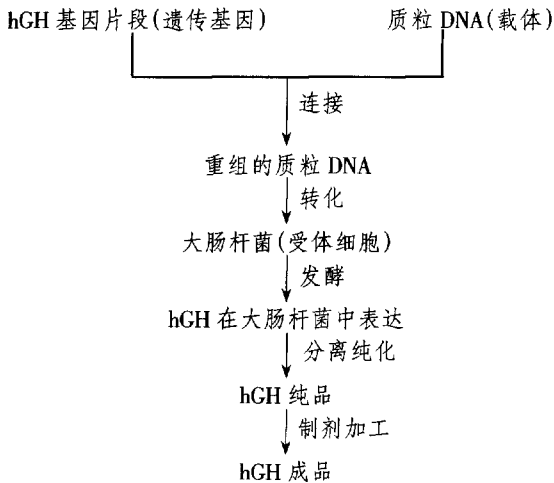 hGH 基因片段(遗传基因) 质粒 DNA(载体)
连接
重组的质粒 DNA
转化
大肠杆菌(受体细胞)
发酵
hGH 在大肠杆菌中表达
分离纯化
hGH 纯品
制剂加工
hGH 成品